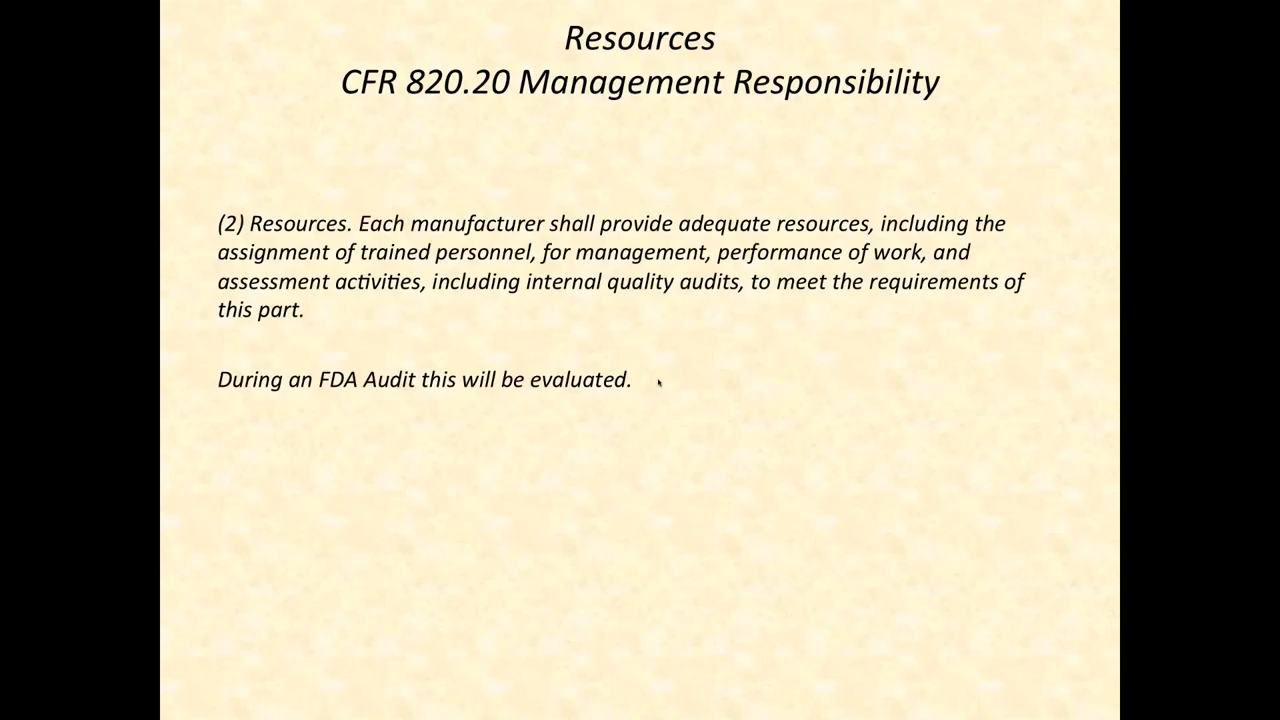 Resources
CFR 820.20 Management Responsibility
(2) Resources. Each manufacturer shall provide adequate resources, including the
assignment of trained personnel, for management, performance of work, and
assessment activities, including internal quality audits, to meet the requirements of
this part.
During an FDA Audit this will be evaluated.